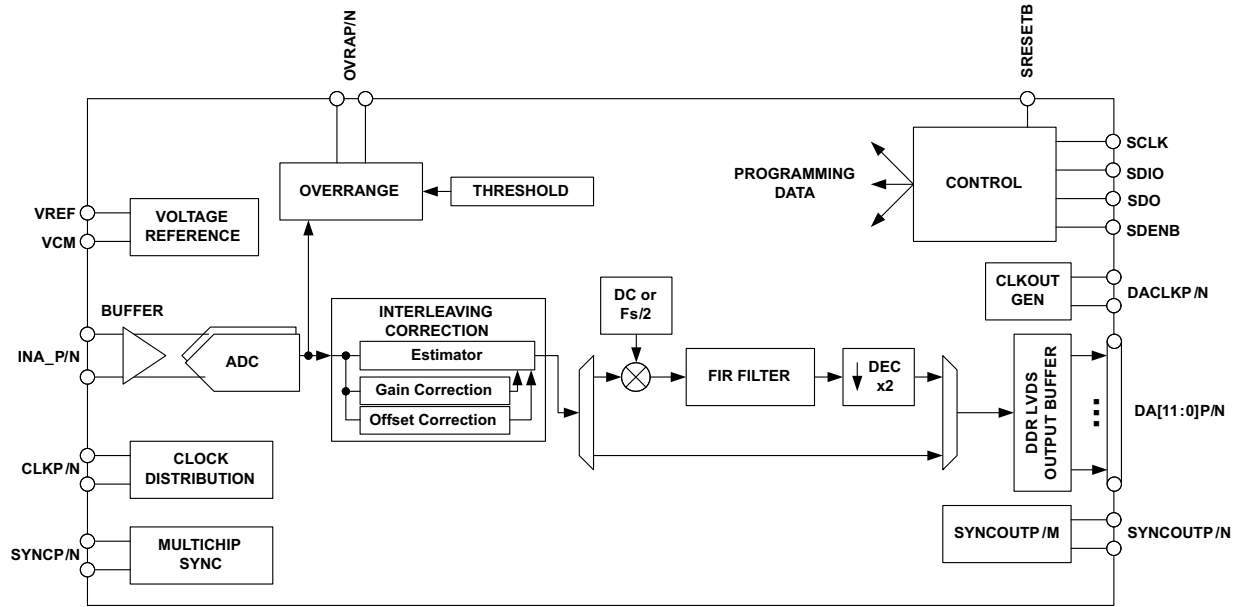 OVRAP/N
SRESETB
OVERRANGE
THRESHOLD
PROGRAMMING
DATA
CONTROL
SCLK
SDIO
SDO
SDENB
VREF
VCM
VOLTAGE
REFERENCE
CLKOUT
GEN
DACLKP/N
BUFFER
INA_P/N
ADC
INTERLEAVING
CORRECTION
Estimator
Gain Correction
Offset Correction
DC or
Fs/2
FIR FILTER
DEC
x2
DDR LVDS
OUTPUT BUFFER
DA[11:0]P/N
CLKP/N
CLOCK
DISTRIBUTION
SYNCP/N
MULTICHIP
SYNC
SYNCOUTP/M
SYNCOUTP/N